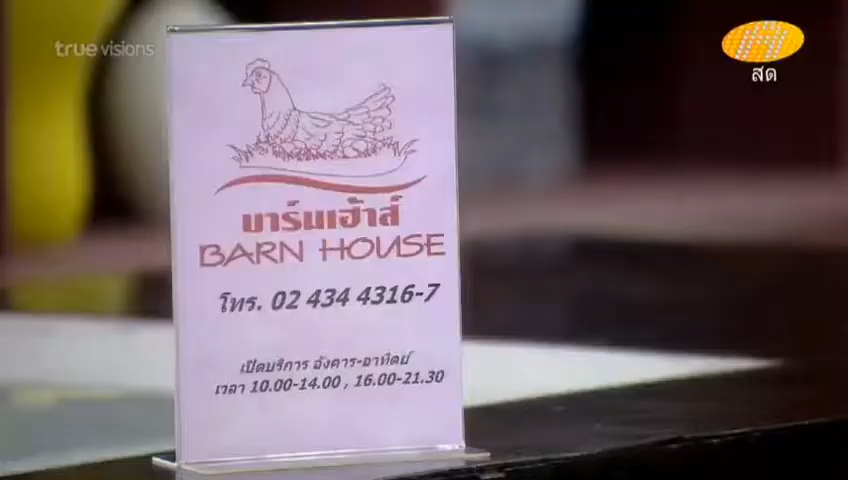 true visions
สด
บาร์นเฮ้าส์
BARN HOUSE
โทร. 02 434 4316-7
เปิดบริการ อังคาร-อาทิตย์
เวลา 10.00-14.00 , 16.00-21.30